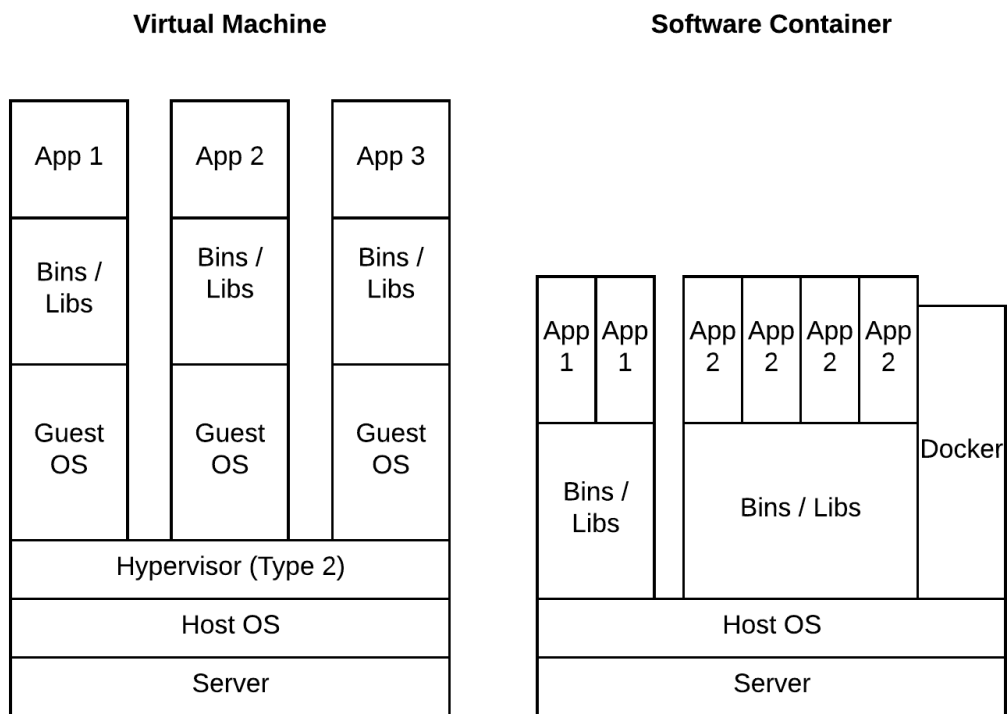 Virtual Machine
Software Container
App 1
App 2
App 3
Bins /
Libs
Bins /
Libs
Bins /
Libs
Guest
OS
Guest
OS
Guest
OS
Hypervisor (Type 2)
Host OS
Server
App
1
App
1
App
2
App
2
App
2
App
2
Bins /
Libs
Bins / Libs
Docker
Host OS
Server